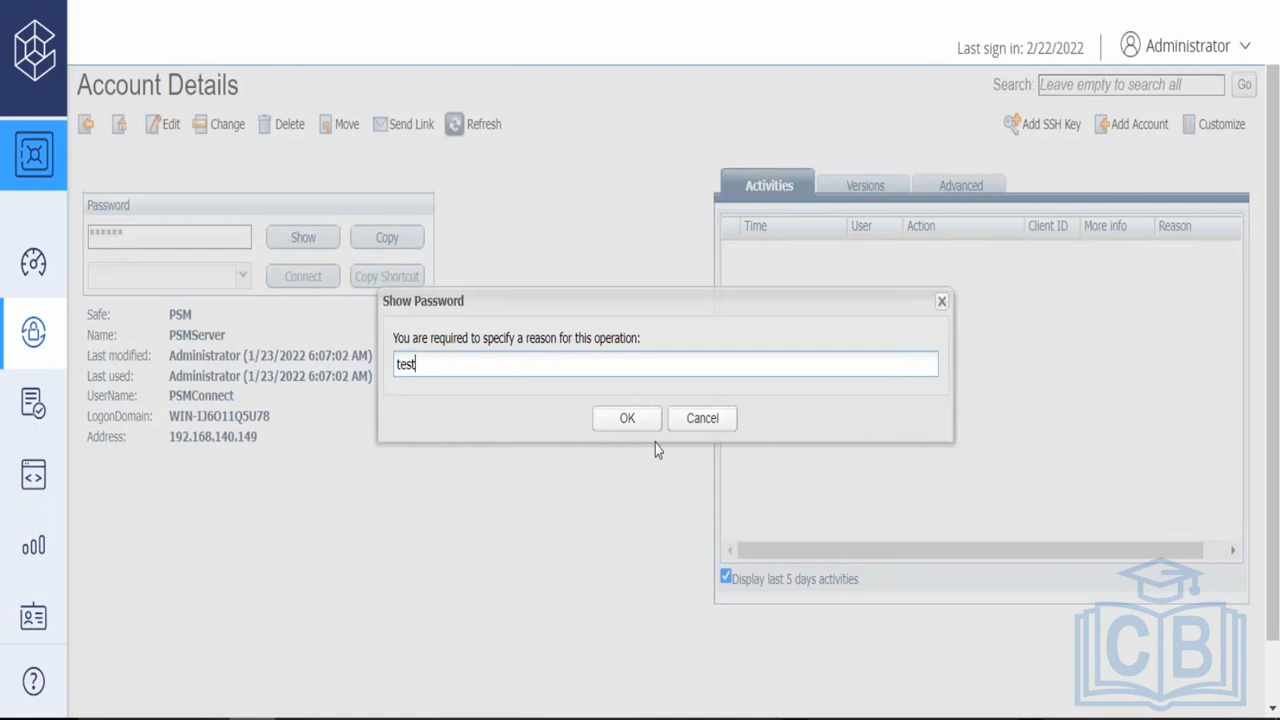 Last sign in: 2/22/2022 Administrator
Account Details
Search: Leave empty to search all Go
Edit Change Delete Move Send Link Refresh Add SSH Key Add Account Customize
Activities Versions Advanced
Password
****** Show Copy
Connect Copy Shortcut
Time User Action Client ID More info Reason
Show Password
You are required to specify a reason for this operation:
test
OK Cancel
Safe: PSM
Name: PSMServer
Last modified: Administrator (1/23/2022 6:07:02 AM)
Last used: Administrator (1/23/2022 6:07:02 AM)
UserName: PSMConnect
LogonDomain: WIN-IJ6O11Q5U78
Address: 192.168.140.149
Display last 5 days activities
CB